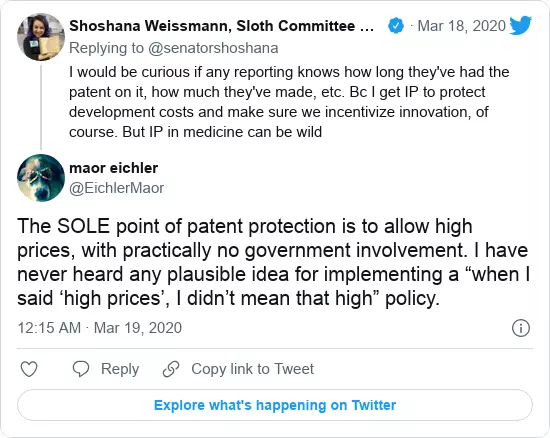 Shoshana Weissmann, Sloth Committee ... · Mar 18, 2020
Replying to @senatorshoshana
I would be curious if any reporting knows how long they've had the
patent on it, how much they've made, etc. Bc I get IP to protect
development costs and make sure we incentivize innovation, of
course. But IP in medicine can be wild
maor eichler
@EichlerMaor
The SOLE point of patent protection is to allow high
prices, with practically no government involvement. I have
never heard any plausible idea for implementing a “when I
said ‘high prices’, I didn’t mean that high” policy.
12:15 AM · Mar 19, 2020
Reply Copy link to Tweet
Explore what's happening on Twitter